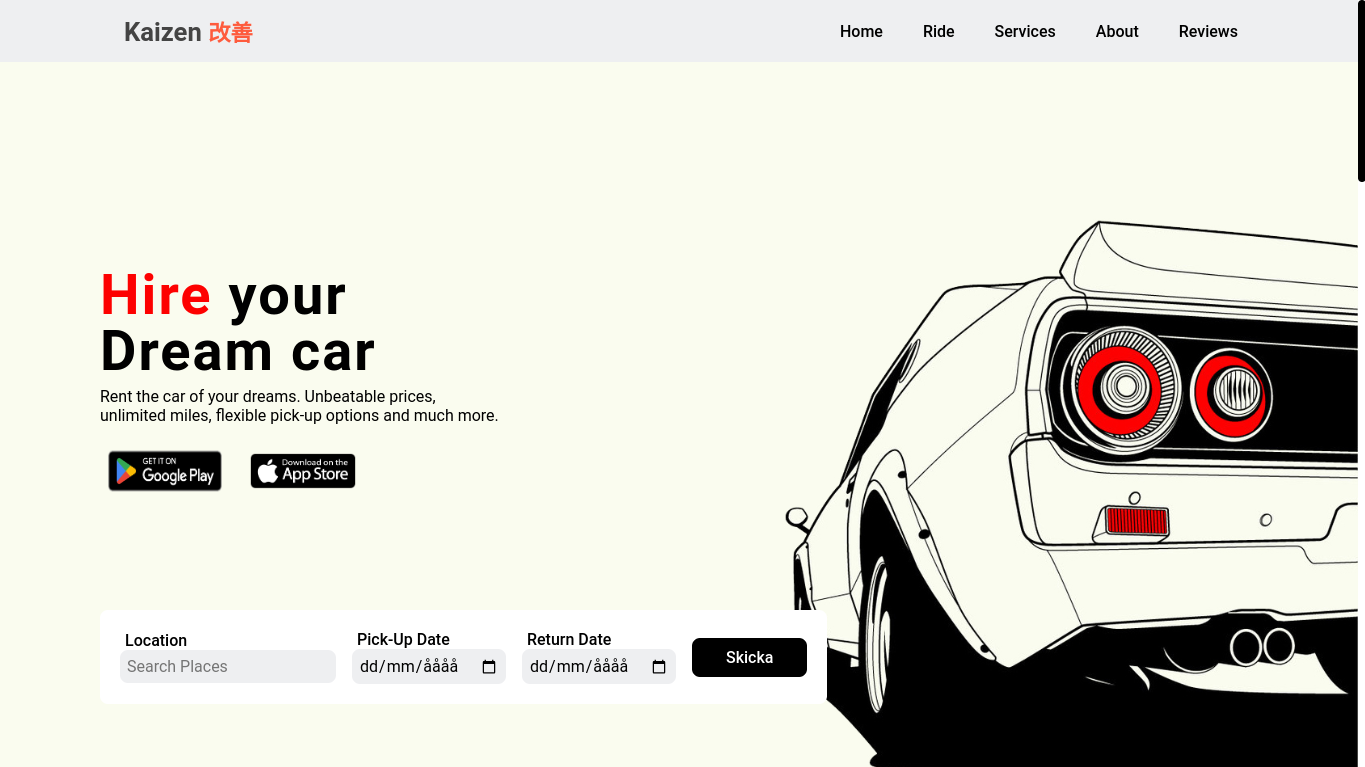 Kaizen 改善
Home Ride Services About Reviews
Hire your
Dream car
Rent the car of your dreams. Unbeatable prices,
unlimited miles, flexible pick-up options and much more.
GET IT ON
Google Play
Download on the
App Store
Location
Search Places
Pick-Up Date
dd/mm/åååå
Return Date
dd/mm/åååå
Skicka